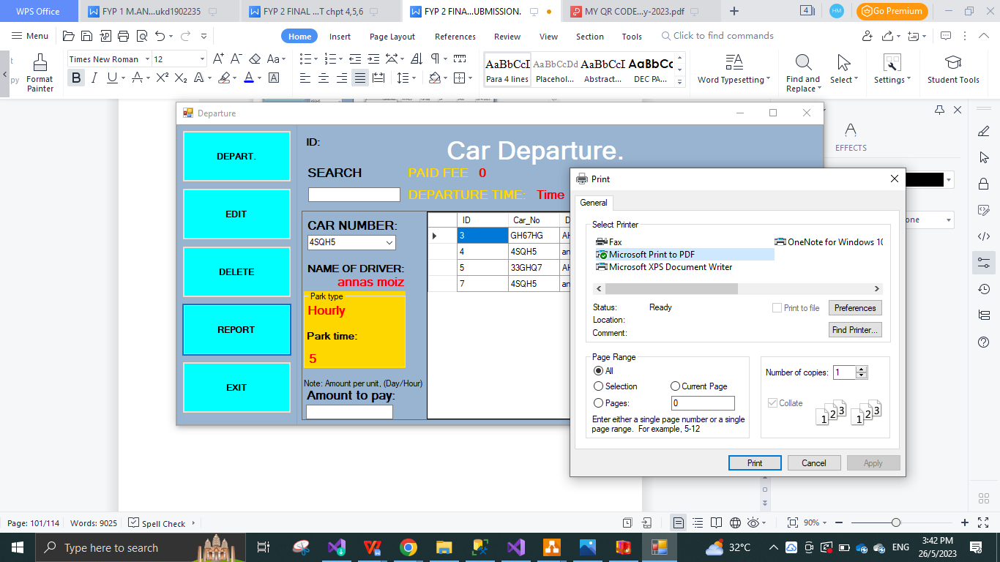 WPS Office
FYP 1 M.AN...ukd1902235
FYP 2 FINAL ...T chpt 4,5,6
FYP 2 FINA...UBMISSION.
MY QR CODE...y-2023.pdf
4
HM
Go Premium
Menu
Home
Insert
Page Layout
References
Review
View
Section
Tools
Click to find commands
Format Painter
Times New Roman
12
AaBbCcI
Para 4 lines
AaBbCcDd
Placehol...
AaBbCcI
Abstract...
AaBbCc
DEC PA...
Word Typesetting
Find and Replace
Select
Settings
Student Tools
Departure
DEPART.
EDIT
DELETE
REPORT
EXIT
ID:
Car Departure.
SEARCH
PAID FEE 0
DEPARTURE TIME: Time
CAR NUMBER:
4SQH5
NAME OF DRIVER:
annas moiz
Park type
Hourly
Park time:
5
Note: Amount per unit, (Day/Hour)
Amount to pay:
ID Car_No D
3 GH67HG AH
4 4SQH5 an
5 33GHQ7 AH
7 4SQH5 an
EFFECTS
one
Print
General
Select Printer
Fax
OneNote for Windows 10
Microsoft Print to PDF
Microsoft XPS Document Writer
Status: Ready
Location:
Comment:
Print to file
Preferences
Find Printer...
Page Range
All
Selection
Current Page
Pages: 0
Enter either a single page number or a single
page range. For example, 5-12
Number of copies: 1
Collate
1 2 3 1 2 3
Print
Cancel
Apply
Page: 101/114
Words: 9025
Spell Check
90%
Type here to search
32°C
ENG
3:42 PM
26/5/2023